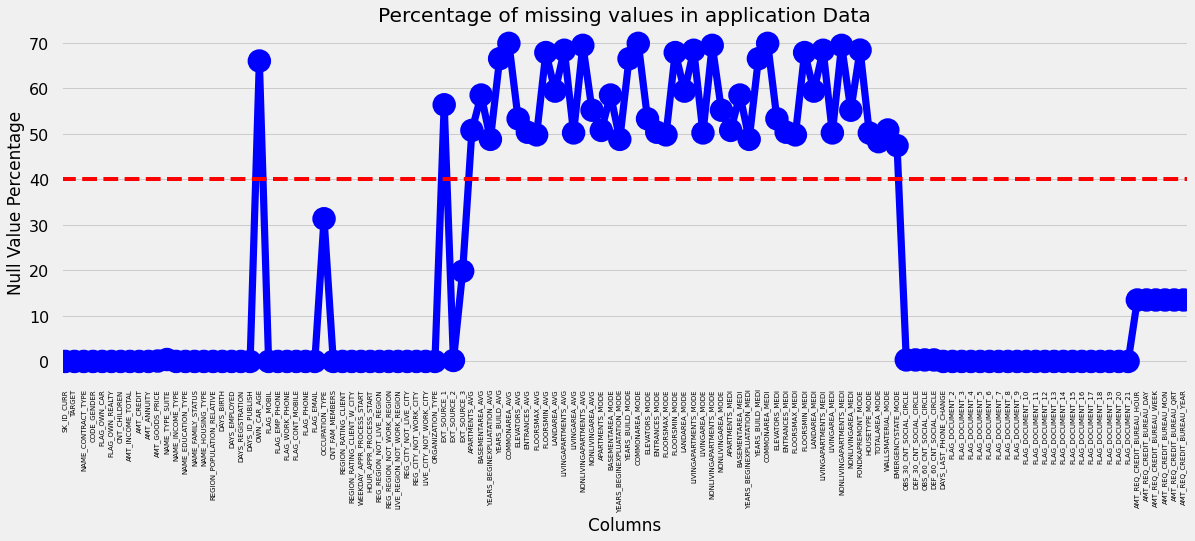 Percentage of missing values in application Data
Null Value Percentage
70
60
50
40
30
20
10
0
SK_ID_CURR
TARGET
NAME_CONTRACT_TYPE
CODE_GENDER
FLAG_OWN_CAR
FLAG_OWN_REALTY
CNT_CHILDREN
AMT_INCOME_TOTAL
AMT_CREDIT
AMT_ANNUITY
AMT_GOODS_PRICE
NAME_TYPE_SUITE
NAME_INCOME_TYPE
NAME_EDUCATION_TYPE
NAME_FAMILY_STATUS
NAME_HOUSING_TYPE
REGION_POPULATION_RELATIVE
DAYS_BIRTH
DAYS_EMPLOYED
DAYS_REGISTRATION
DAYS_ID_PUBLISH
OWN_CAR_AGE
FLAG_MOBIL
FLAG_EMP_PHONE
FLAG_WORK_PHONE
FLAG_CONT_MOBILE
FLAG_PHONE
FLAG_EMAIL
OCCUPATION_TYPE
CNT_FAM_MEMBERS
REGION_RATING_CLIENT
REGION_RATING_CLIENT_W_CITY
WEEKDAY_APPR_PROCESS_START
HOUR_APPR_PROCESS_START
REG_REGION_NOT_LIVE_REGION
REG_REGION_NOT_WORK_REGION
LIVE_REGION_NOT_WORK_REGION
REG_CITY_NOT_LIVE_CITY
REG_CITY_NOT_WORK_CITY
LIVE_CITY_NOT_WORK_CITY
ORGANIZATION_TYPE
EXT_SOURCE_1
EXT_SOURCE_2
EXT_SOURCE_3
APARTMENTS_AVG
BASEMENTAREA_AVG
YEARS_BEGINEXPLUATATION_AVG
YEARS_BUILD_AVG
COMMONAREA_AVG
ELEVATORS_AVG
ENTRANCES_AVG
FLOORSMAX_AVG
FLOORSMIN_AVG
LANDAREA_AVG
LIVINGAPARTMENTS_AVG
LIVINGAREA_AVG
NONLIVINGAPARTMENTS_AVG
NONLIVINGAREA_AVG
APARTMENTS_MODE
BASEMENTAREA_MODE
YEARS_BEGINEXPLUATATION_MODE
YEARS_BUILD_MODE
COMMONAREA_MODE
ELEVATORS_MODE
ENTRANCES_MODE
FLOORSMAX_MODE
FLOORSMIN_MODE
LANDAREA_MODE
LIVINGAPARTMENTS_MODE
LIVINGAREA_MODE
NONLIVINGAPARTMENTS_MODE
NONLIVINGAREA_MODE
APARTMENTS_MEDI
BASEMENTAREA_MEDI
YEARS_BEGINEXPLUATATION_MEDI
YEARS_BUILD_MEDI
COMMONAREA_MEDI
ELEVATORS_MEDI
ENTRANCES_MEDI
FLOORSMAX_MEDI
FLOORSMIN_MEDI
LANDAREA_MEDI
LIVINGAPARTMENTS_MEDI
LIVINGAREA_MEDI
NONLIVINGAPARTMENTS_MEDI
NONLIVINGAREA_MEDI
FONDKAPREMONT_MODE
HOUSETYPE_MODE
TOTALAREA_MODE
WALLSMATERIAL_MODE
EMERGENCYSTATE_MODE
OBS_30_CNT_SOCIAL_CIRCLE
DEF_30_CNT_SOCIAL_CIRCLE
OBS_60_CNT_SOCIAL_CIRCLE
DEF_60_CNT_SOCIAL_CIRCLE
DAYS_LAST_PHONE_CHANGE
FLAG_DOCUMENT_2
FLAG_DOCUMENT_3
FLAG_DOCUMENT_4
FLAG_DOCUMENT_5
FLAG_DOCUMENT_6
FLAG_DOCUMENT_7
FLAG_DOCUMENT_8
FLAG_DOCUMENT_9
FLAG_DOCUMENT_10
FLAG_DOCUMENT_11
FLAG_DOCUMENT_12
FLAG_DOCUMENT_13
FLAG_DOCUMENT_14
FLAG_DOCUMENT_15
FLAG_DOCUMENT_16
FLAG_DOCUMENT_17
FLAG_DOCUMENT_18
FLAG_DOCUMENT_19
FLAG_DOCUMENT_20
FLAG_DOCUMENT_21
AMT_REQ_CREDIT_BUREAU_HOUR
AMT_REQ_CREDIT_BUREAU_DAY
AMT_REQ_CREDIT_BUREAU_WEEK
AMT_REQ_CREDIT_BUREAU_MON
AMT_REQ_CREDIT_BUREAU_QRT
AMT_REQ_CREDIT_BUREAU_YEAR
Columns